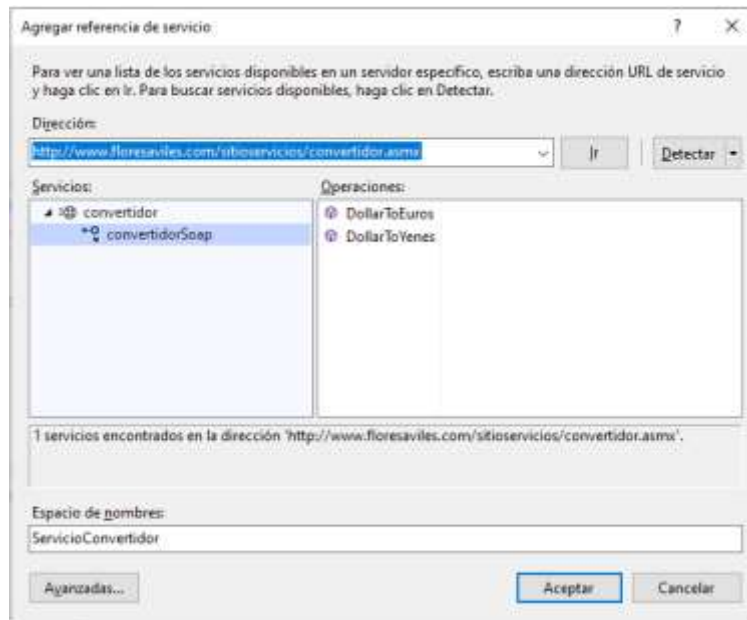 Agregar referencia de servicio
Para ver una lista de los servicios disponibles en un servidor específico, escriba una dirección URL de servicio
y haga clic en Ir. Para buscar servicios disponibles, haga clic en Detectar.
Dirección:
http://www.floresaviles.com/sitioservicios/convertidor.asmx
Ir
Detectar
Servicios:
Operaciones:
convertidor
convertidorSoap
DollarToEuros
DollarToYenes
1 servicios encontrados en la dirección 'http://www.floresaviles.com/sitioservicios/convertidor.asmx'.
Espacio de nombres:
ServicioConvertidor
Avanzadas...
Aceptar
Cancelar